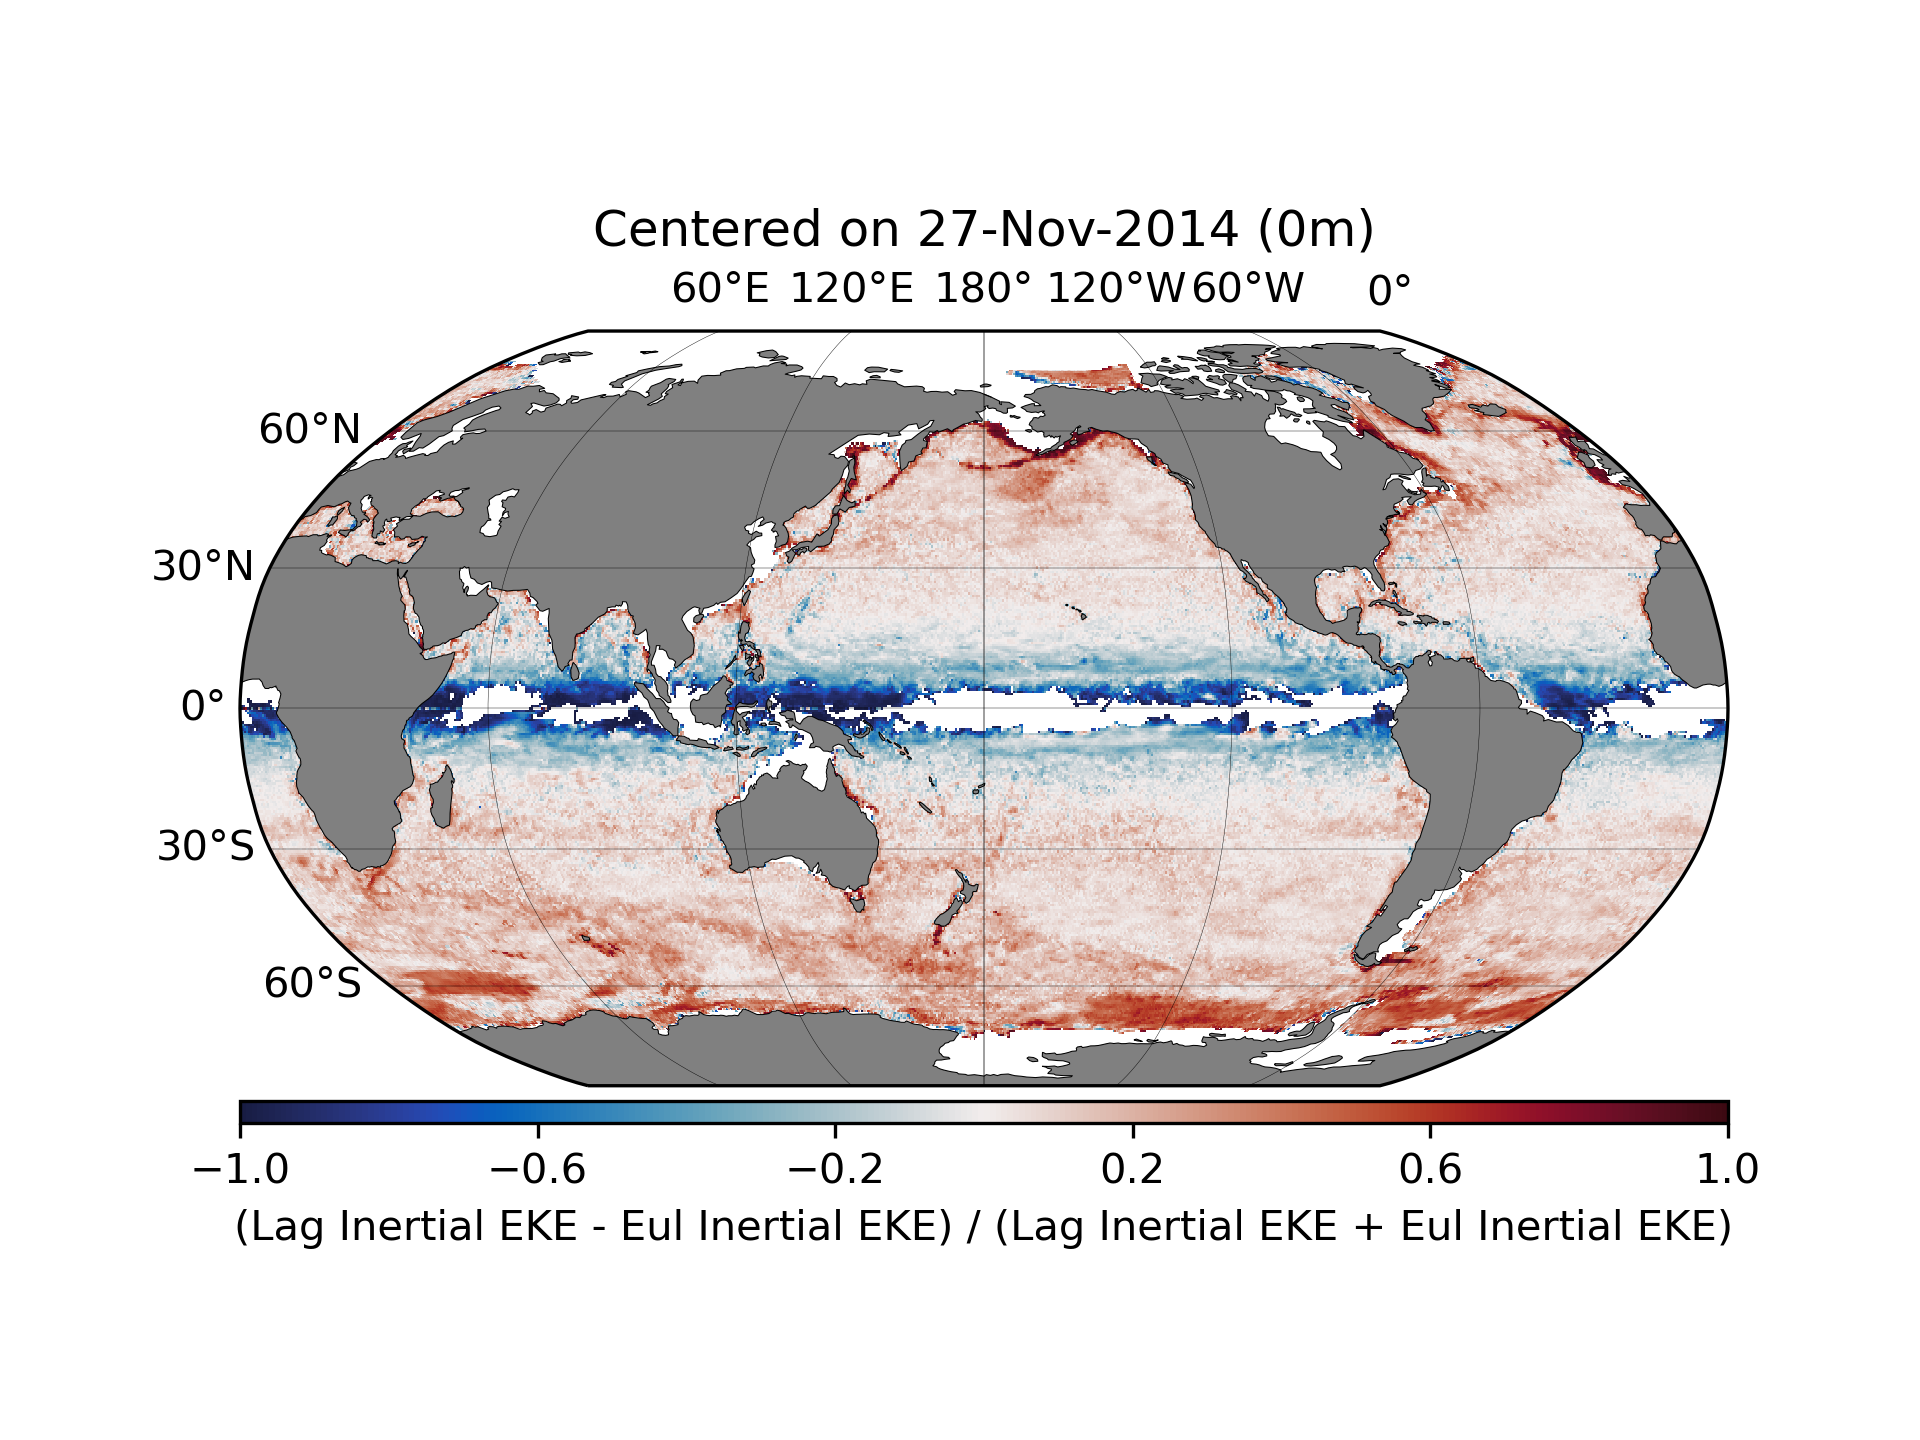 Centered on 27-Nov-2014 (0m)
60°E 120°E 180° 120°W 60°W 0°
60°N
30°N
0°
30°S
60°S
−1.0 −0.6 −0.2 0.2 0.6 1.0
(Lag Inertial EKE - Eul Inertial EKE) / (Lag Inertial EKE + Eul Inertial EKE)